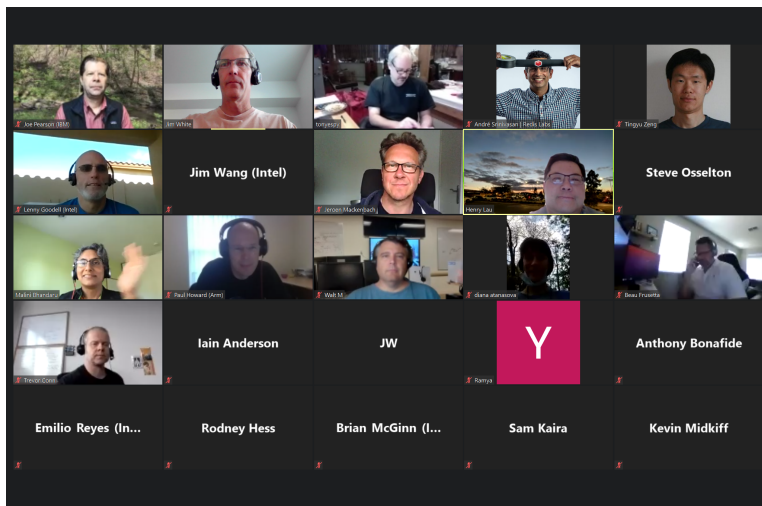 Joe Pearson (IBM)
Jim White
tonyespy
André Srinivasan | Redis Labs
Tingyu Zeng
Lenny Goodell (Intel)
Jim Wang (Intel)
Jeroen Mackenbach
Henry Lau
Steve Osselton
Malini Bhandaru
Paul Howard (Arm)
Walt M
diana atanasova
Beau Frusetta
Trevor.Conn
Iain Anderson
JW
Y
Ramya
Anthony Bonafide
Emilio Reyes (In...
Rodney Hess
Brian McGinn (I...
Sam Kaira
Kevin Midkiff